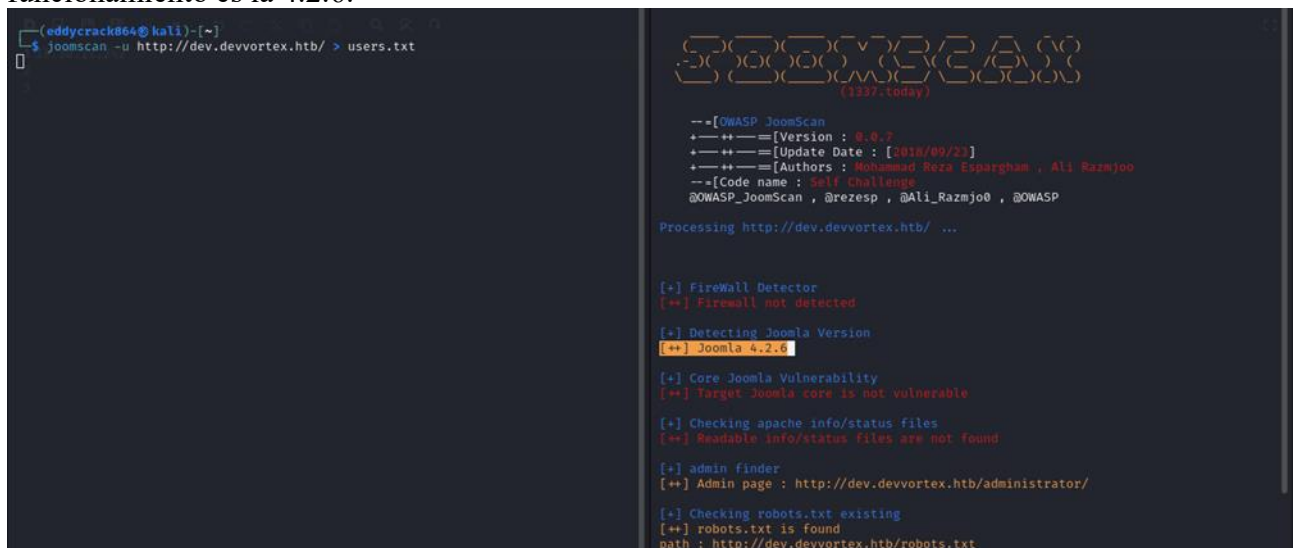 funcionamiento es la 4.2.6.
(eddycrack864㉿kali)-[~]
$ joomscan -u http://dev.devvortex.htb/ > users.txt
(1337.today)
--=[OWASP JoomScan
+---++---==[Version : 0.0.7
+---++---==[Update Date : [2018/09/23]
+---++---==[Authors : Mohammad Reza Espargham , Ali Razmjoo
--=[Code name : Self Challenge
@OWASP_JoomScan , @rezesp , @Ali_Razmjo0 , @OWASP
Processing http://dev.devvortex.htb/ ...
[+] FireWall Detector
[++] Firewall not detected
[+] Detecting Joomla Version
[++] Joomla 4.2.6
[+] Core Joomla Vulnerability
[++] Target Joomla core is not vulnerable
[+] Checking apache info/status files
[++] Readable info/status files are not found
[+] admin finder
[++] Admin page : http://dev.devvortex.htb/administrator/
[+] Checking robots.txt existing
[++] robots.txt is found
path : http://dev.devvortex.htb/robots.txt